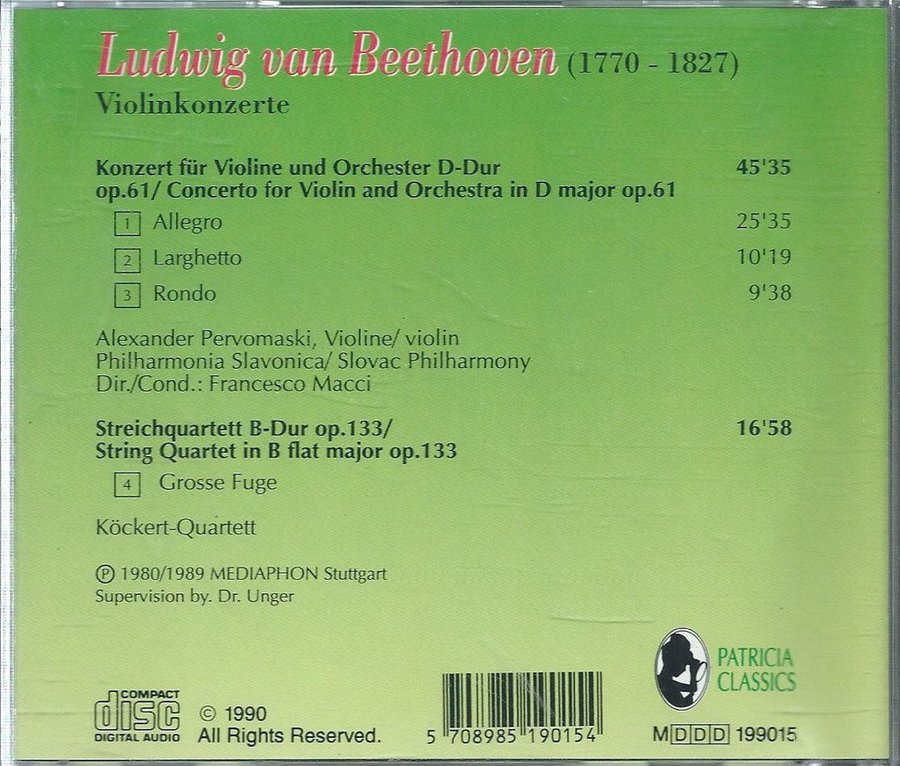 Ludwig van Beethoven (1770 - 1827)
Violinkonzerte
Konzert für Violine und Orchester D-Dur 45'35
op.61/ Concerto for Violin and Orchestra in D major op.61
1 Allegro 25'35
2 Larghetto 10'19
3 Rondo 9'38
Alexander Pervomaski, Violine/ violin
Philharmonia Slavonica/ Slovac Philharmony
Dir./Cond.: Francesco Macci
Streichquartett B-Dur op.133/ 16'58
String Quartet in B flat major op.133
4 Grosse Fuge
Köckert-Quartett
℗ 1980/1989 MEDIAPHON Stuttgart
Supervision by. Dr. Unger
PATRICIA
CLASSICS
COMPACT
disc
DIGITAL AUDIO
© 1990
All Rights Reserved.
5 708985 190154
M DDD 199015